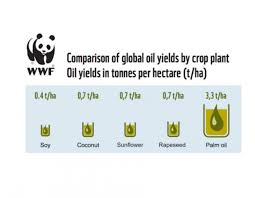 Comparison of global oil yields by crop plant
Oil yields in tonnes per hectare (t/ha)
WWF
0.4 t/ha 0,7 t/ha 0,7 t/ha 0,7 t/ha 3,3 t/ha
Soy Coconut Sunflower Rapeseed Palm oil